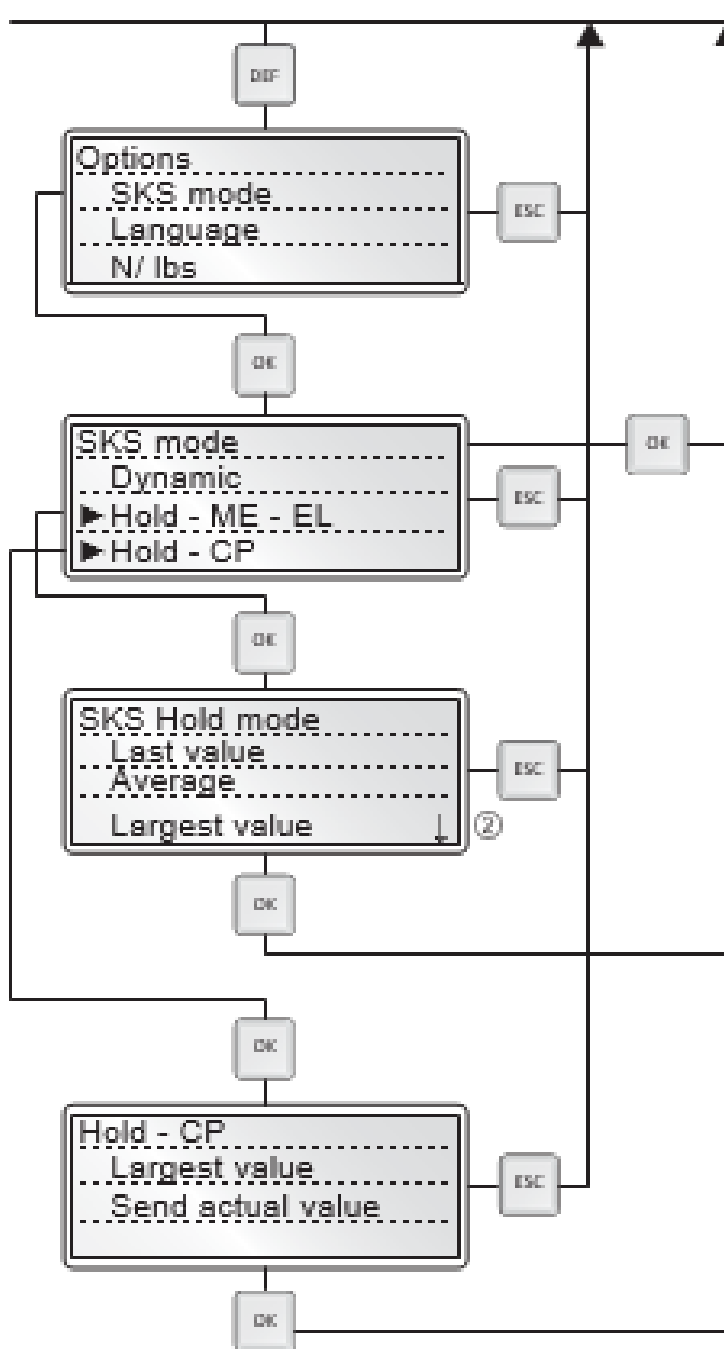 DEF
Options
SKS mode
Language
N/ lbs
ESC
OK
SKS mode
Dynamic
►Hold - ME - EL
►Hold - CP
OK
ESC
OK
SKS Hold mode
Last value
Average
Largest value ↓
②
ESC
OK
OK
Hold - CP
Largest value
Send actual value
ESC
OK